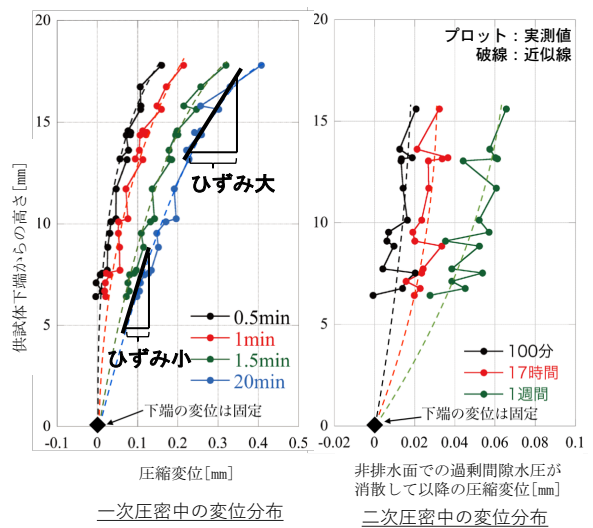 20
15
10
5
0
-0.1
0
0.1
0.2
0.3
0.4
0.5
供試体下端からの高さ[mm]
ひずみ大
ひずみ小
0.5min
1min
1.5min
20min
下端の変位は固定
圧縮変位[mm]
一次圧密中の変位分布
プロット：実測値
破線：近似線
20
15
10
5
0
-0.02
0
0.02
0.04
0.06
0.08
0.1
100分
17時間
1週間
下端の変位は固定
非排水面での過剰間隙水圧が
消散して以降の圧縮変位[mm]
二次圧密中の変位分布